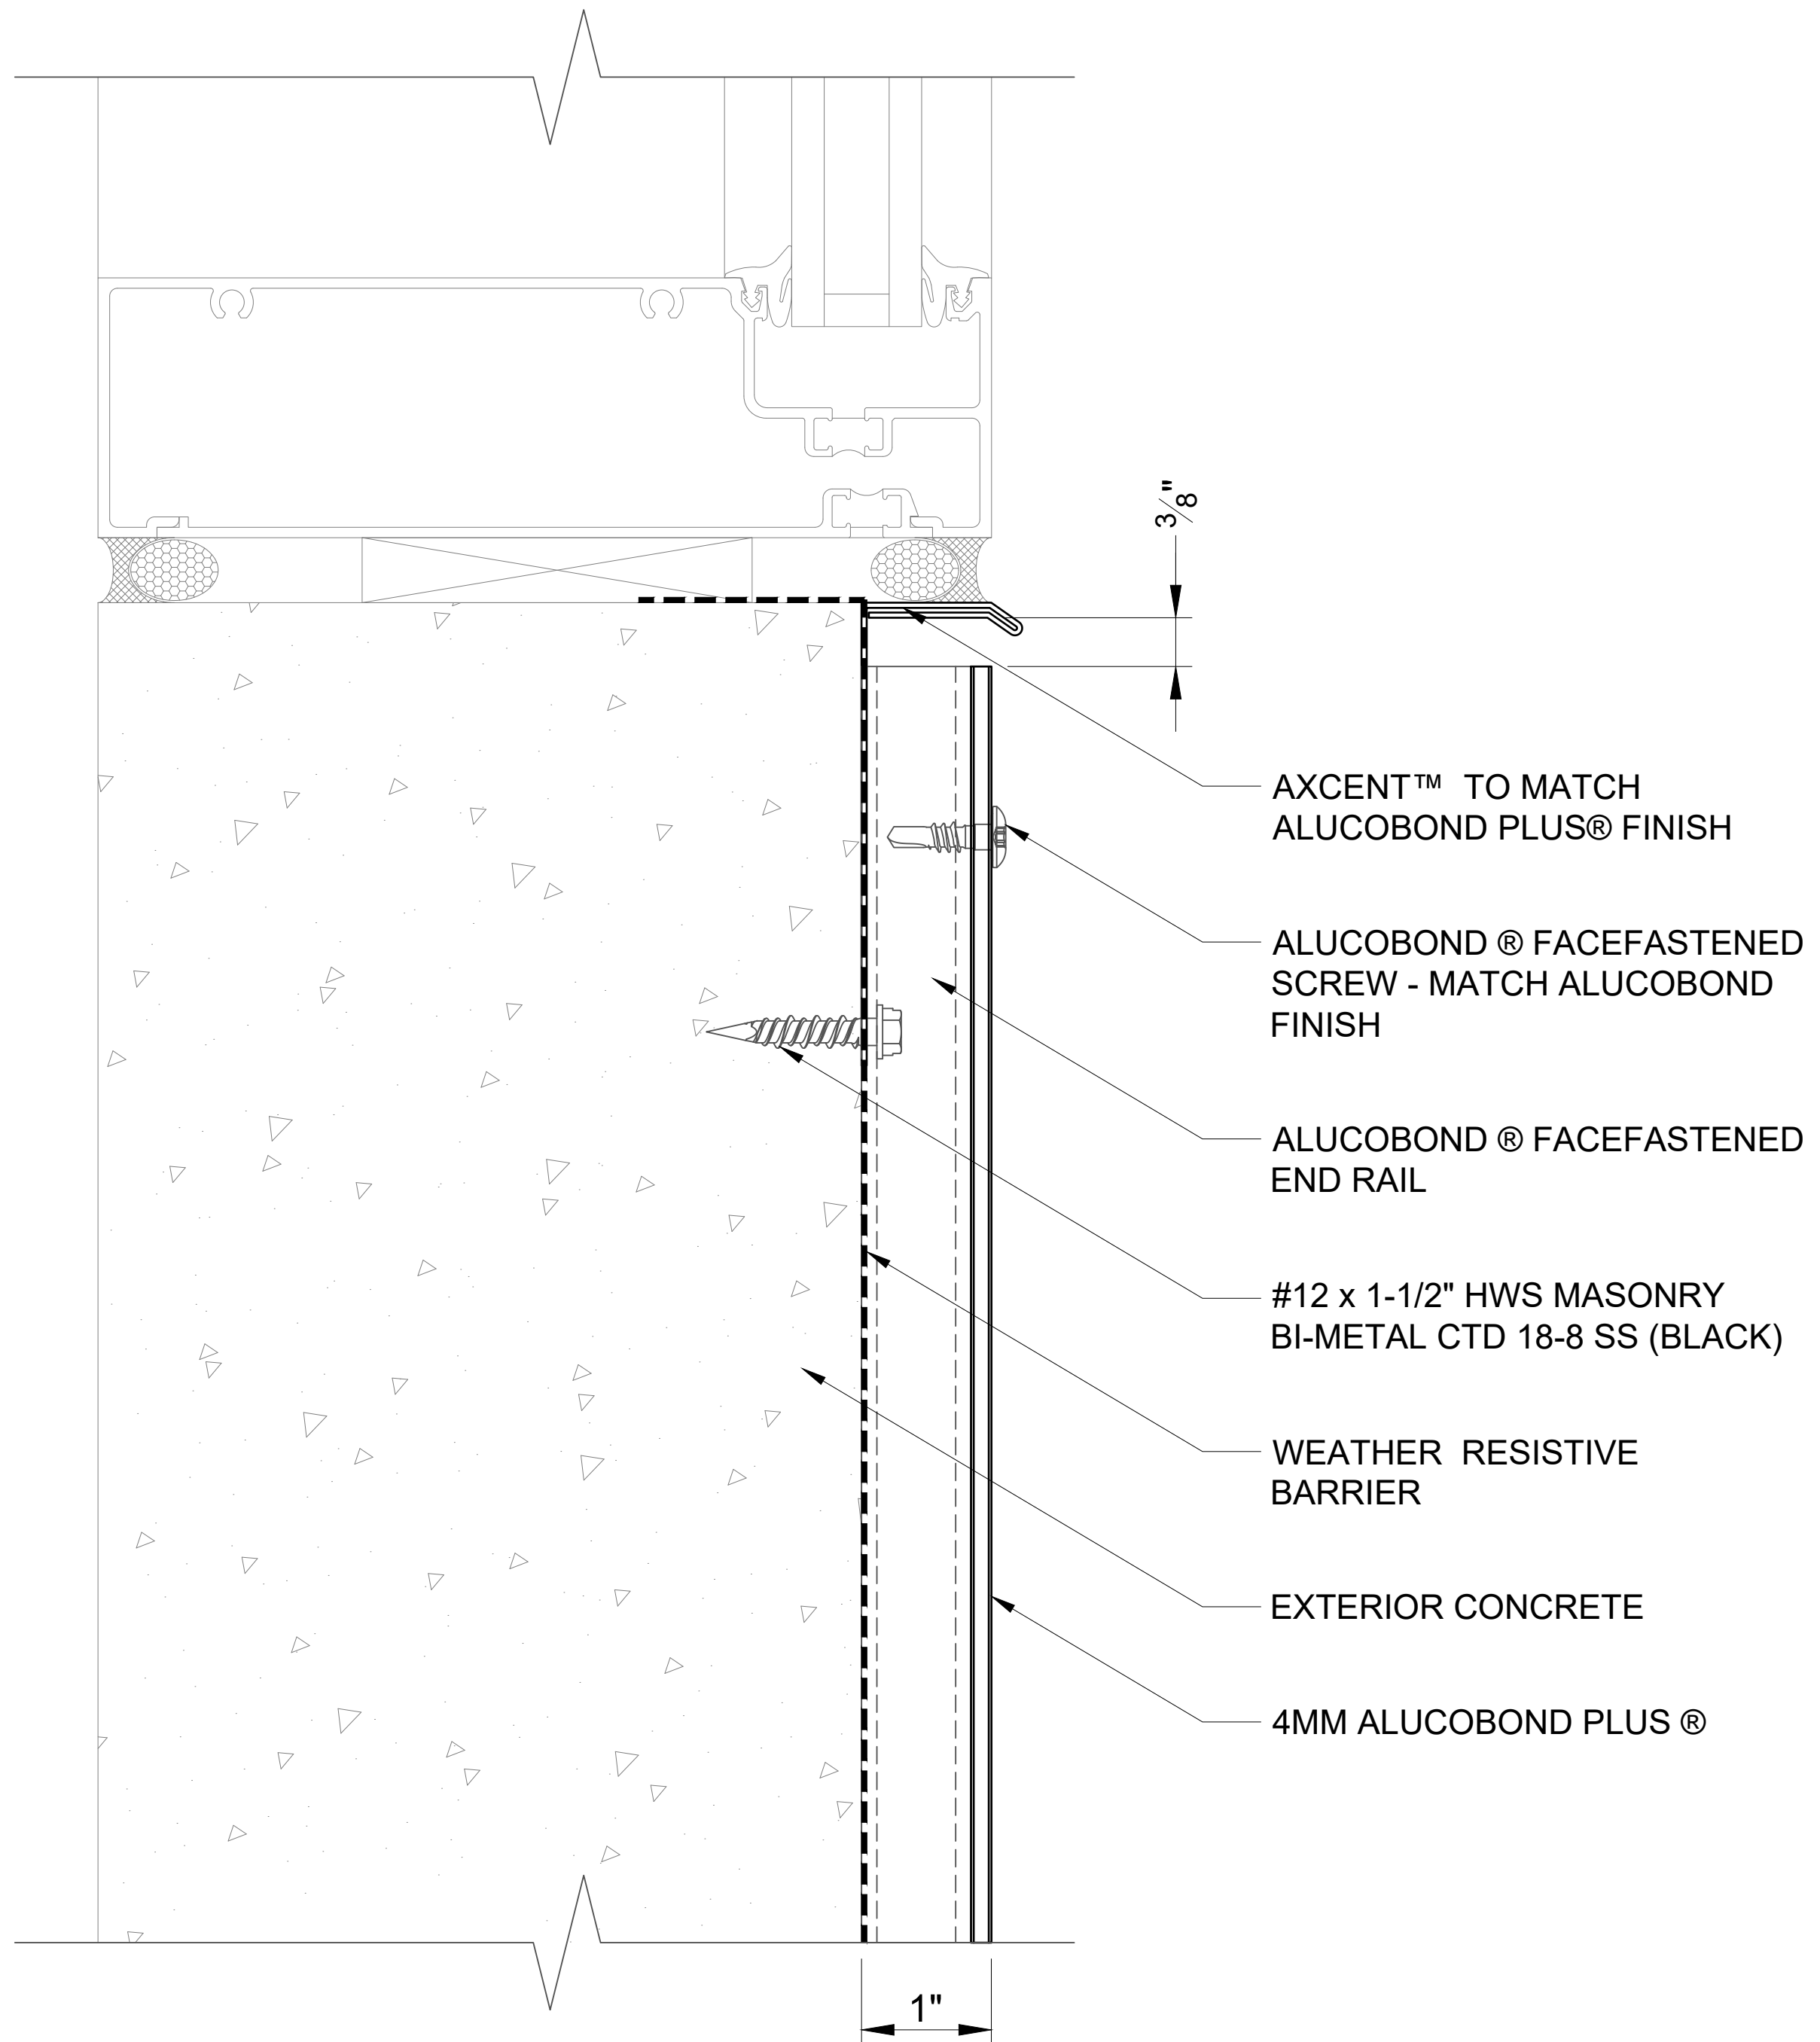 3/8"
AXCENT™ TO MATCH
ALUCOBOND PLUS® FINISH
ALUCOBOND ® FACEFASTENED
SCREW - MATCH ALUCOBOND
FINISH
ALUCOBOND ® FACEFASTENED
END RAIL
#12 x 1-1/2" HWS MASONRY
BI-METAL CTD 18-8 SS (BLACK)
WEATHER RESISTIVE
BARRIER
EXTERIOR CONCRETE
4MM ALUCOBOND PLUS ®
1"